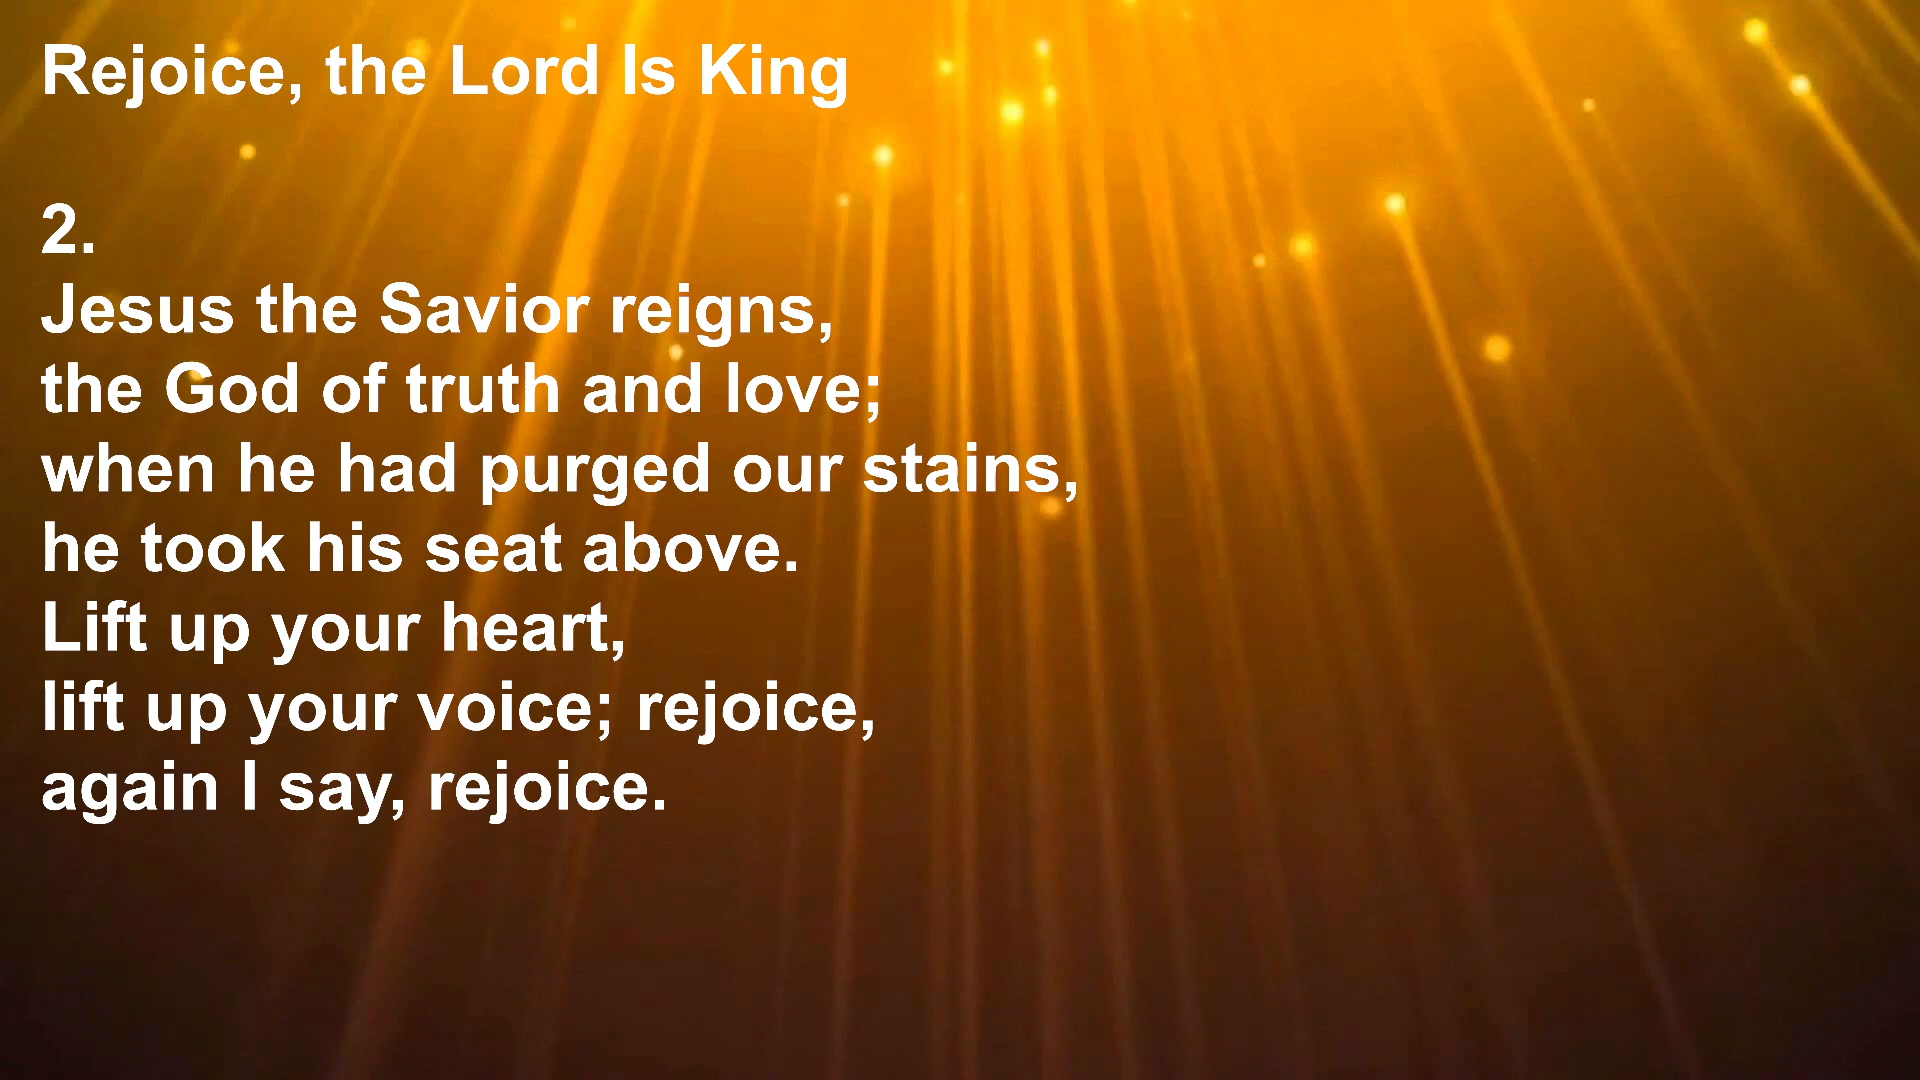 Rejoice, the Lord Is King
2.
Jesus the Savior reigns,
the God of truth and love;
when he had purged our stains,
he took his seat above.
Lift up your heart,
lift up your voice; rejoice,
again I say, rejoice.